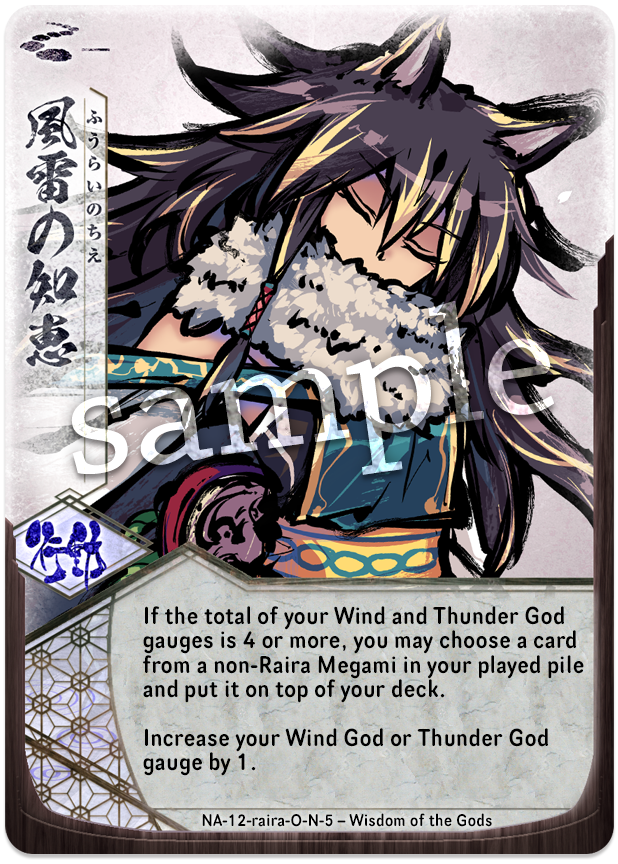 風雷の知恵
ふうらいのちえ
sample
行動
If the total of your Wind and Thunder God
gauges is 4 or more, you may choose a card
from a non-Raira Megami in your played pile
and put it on top of your deck.
Increase your Wind God or Thunder God
gauge by 1.
NA-12-raira-O-N-5 – Wisdom of the Gods